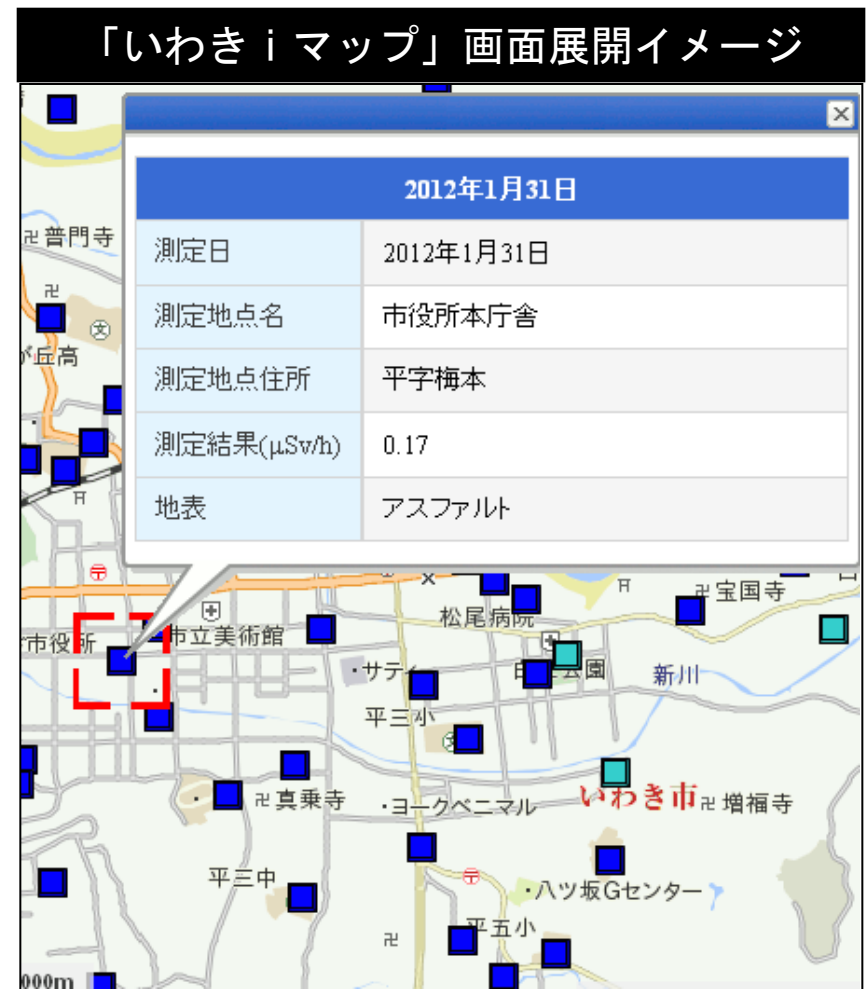 「いわきｉマップ」画面展開イメージ
2012年1月31日
測定日 2012年1月31日
測定地点名 市役所本庁舎
測定地点住所 平字梅本
測定結果(μSv/h) 0.17
地表 アスファルト
卍普門寺
卍
文
が丘高
〒
市役所
市立美術館
松尾病院
卍宝国寺
・サティ
公園
新川
平三小
卍真乗寺
・ヨークベニマル
いわき市
卍増福寺
平三中
〒
・八ツ坂Gセンター
卍
平五小
000m